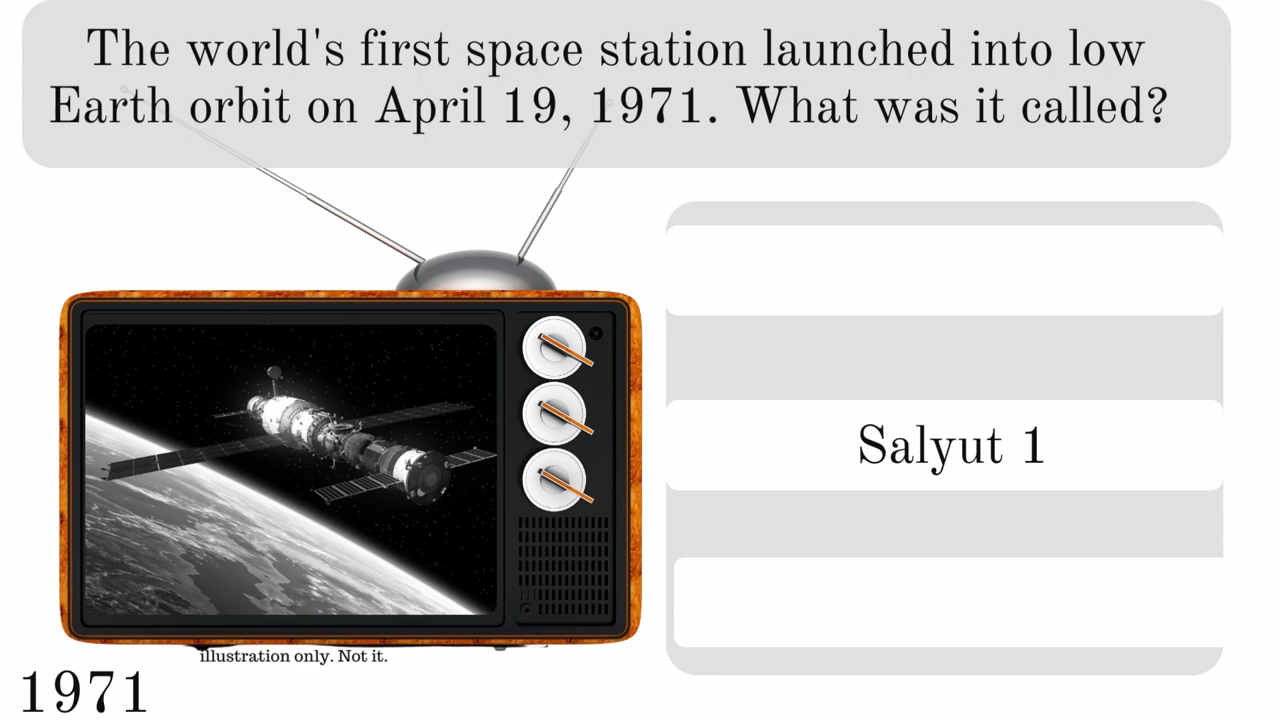 The world's first space station launched into low
Earth orbit on April 19, 1971. What was it called?
Salyut 1
illustration only. Not it.
1971